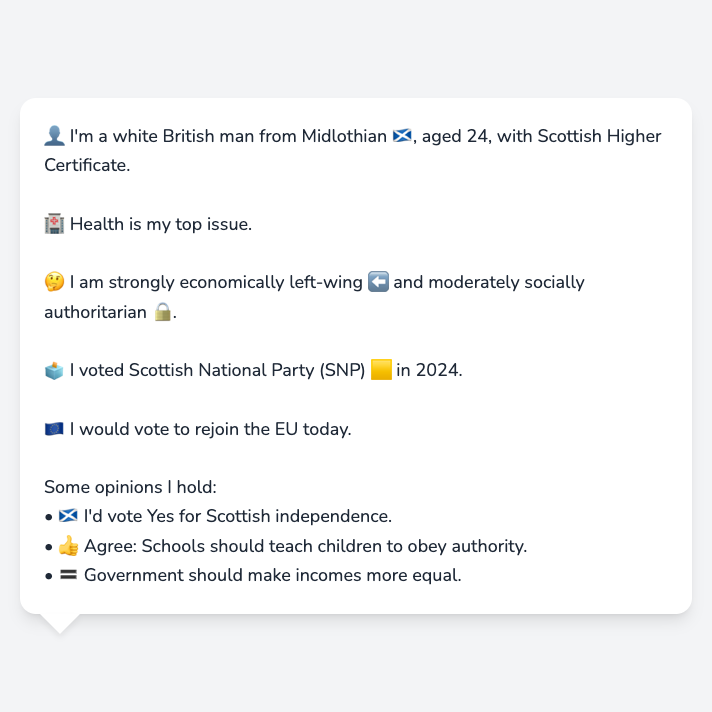 👤 I'm a white British man from Midlothian 🏴󠁧󠁢󠁳󠁣󠁴󠁿, aged 24, with Scottish Higher
Certificate.
🏥 Health is my top issue.
🤔 I am strongly economically left-wing ⬅️ and moderately socially
authoritarian 🔒.
🗳️ I voted Scottish National Party (SNP) 🟨 in 2024.
🇪🇺 I would vote to rejoin the EU today.
Some opinions I hold:
• 🏴󠁧󠁢󠁳󠁣󠁴󠁿 I'd vote Yes for Scottish independence.
• 👍 Agree: Schools should teach children to obey authority.
• 🟰 Government should make incomes more equal.